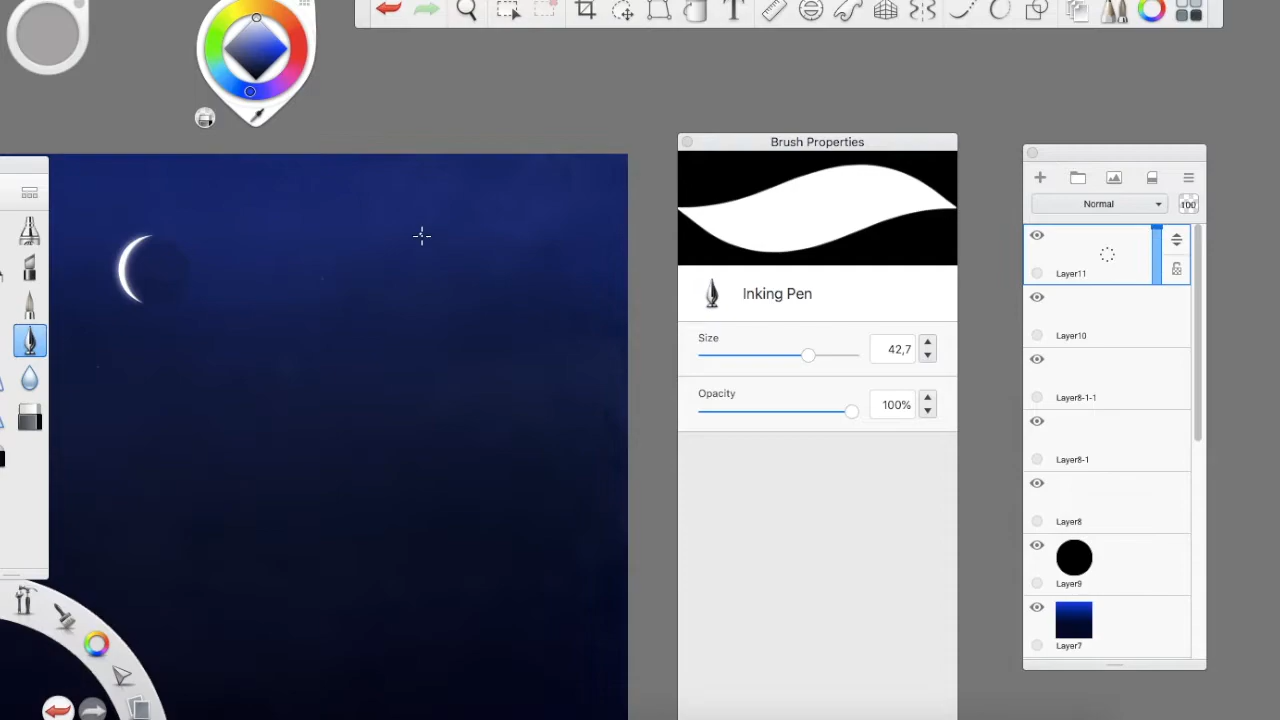 Brush Properties
Inking Pen
Size
42,7
Opacity
100%
Normal
100
Layer11
Layer10
Layer8-1-1
Layer8-1
Layer8
Layer9
Layer7